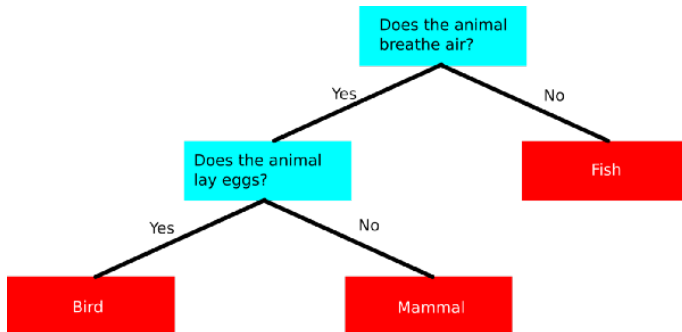 Does the animal
breathe air?
Yes
No
Does the animal
lay eggs?
Fish
Yes
No
Bird
Mammal